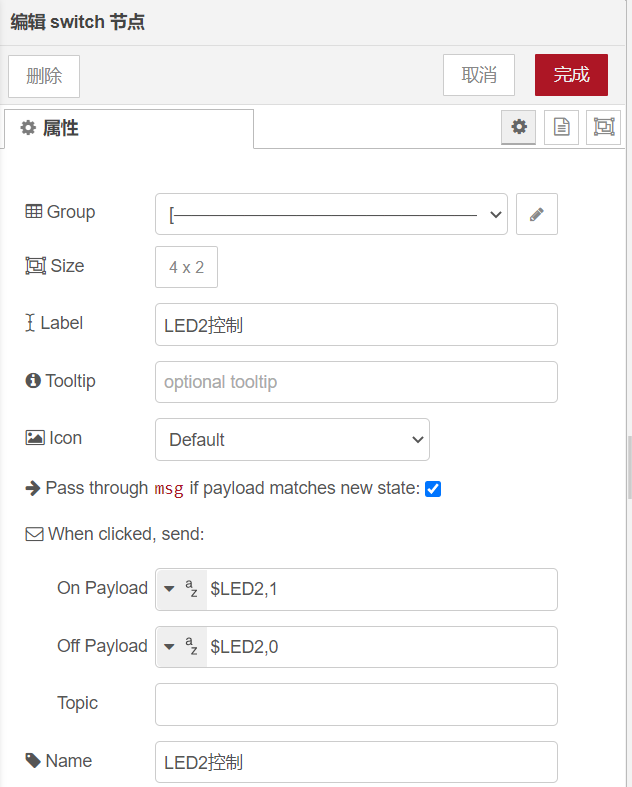 编辑 switch 节点
删除
取消
完成
属性
Group
[————————————————————
Size
4 x 2
Label
LED2控制
Tooltip
optional tooltip
Icon
Default
Pass through msg if payload matches new state:
When clicked, send:
On Payload
$LED2,1
Off Payload
$LED2,0
Topic
Name
LED2控制